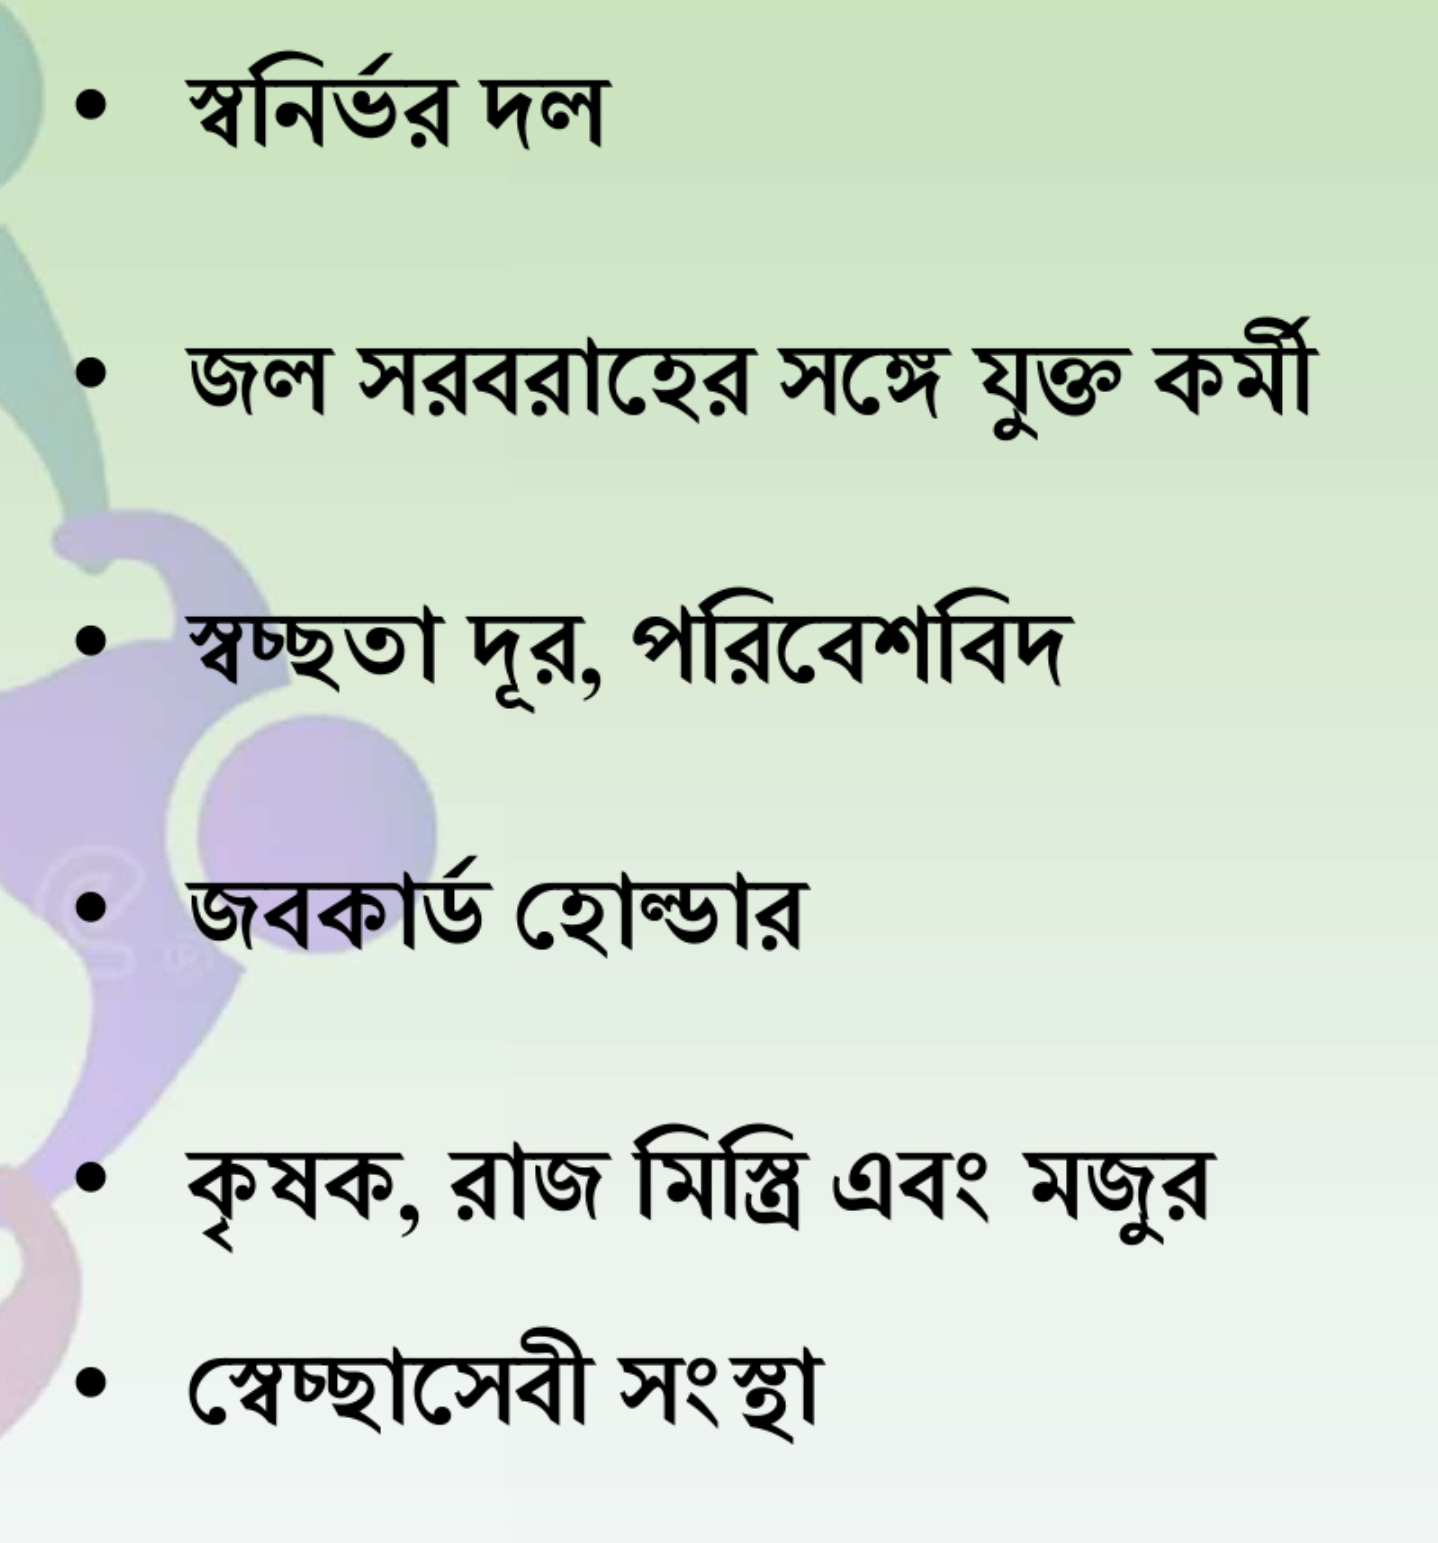 • স্বনির্ভর দল
• জল সরবরাহের সঙ্গে যুক্ত কর্মী
• স্বচ্ছতা দূর, পরিবেশবিদ
• জবকার্ড হোল্ডার
• কৃষক, রাজ মিস্ত্রি এবং মজুর
• স্বেচ্ছাসেবী সংস্থা